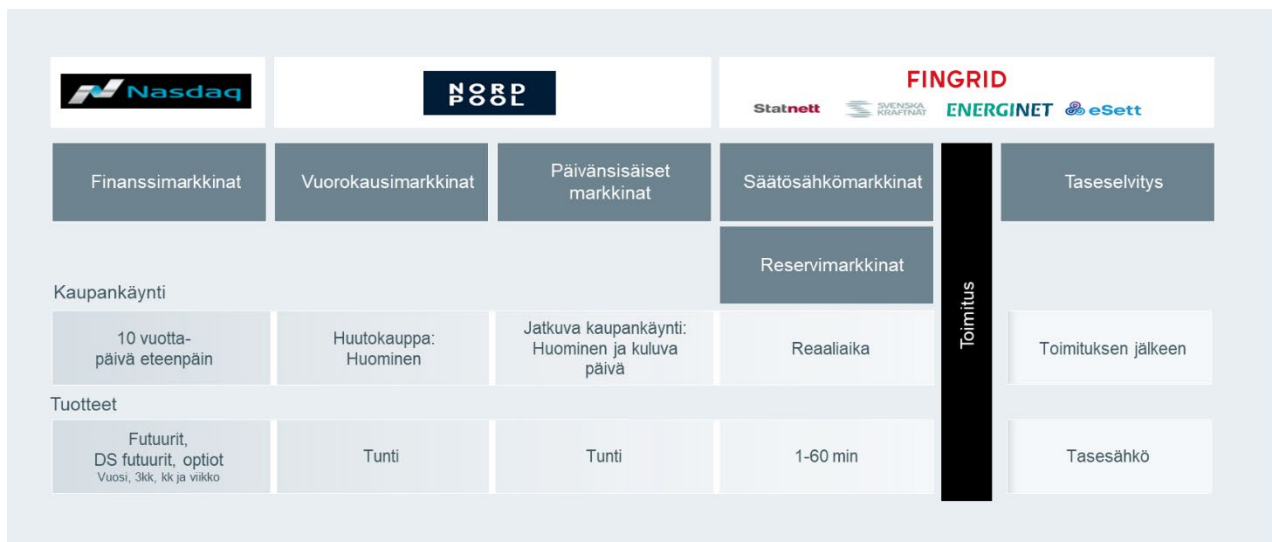 Nasdaq
NORD
POOL
FINGRID
Statnett
SVENSKA
KRAFTNÄT
ENERGINET
eSett
Finanssimarkkinat
Vuorokausimarkkinat
Päivänsisäiset
markkinat
Säätösähkömarkkinat
Taseselvitys
Reservimarkkinat
Toimitus
Kaupankäynti
10 vuotta-
päivä eteenpäin
Huutokauppa:
Huominen
Jatkuva kaupankäynti:
Huominen ja kuluva
päivä
Reaaliaika
Toimituksen jälkeen
Tuotteet
Futuurit,
DS futuurit, optiot
Vuosi, 3kk, kk ja viikko
Tunti
Tunti
1-60 min
Tasesähkö